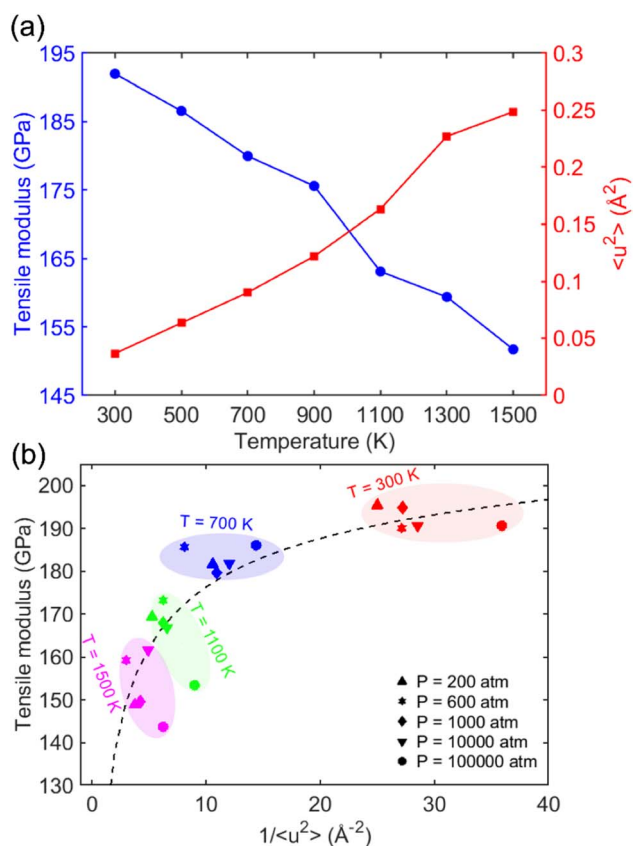 (a)
195
185
175
165
155
145
Tensile modulus (GPa)
0.3
0.25
0.2
0.15
0.1
0.05
0
<u²> (Å²)
300 500 700 900 1100 1300 1500
Temperature (K)
(b)
200
190
180
170
160
150
140
130
Tensile modulus (GPa)
T = 300 K
T = 700 K
T = 1100 K
T = 1500 K
P = 200 atm
P = 600 atm
P = 1000 atm
P = 10000 atm
P = 100000 atm
0 10 20 30 40
1/<u²> (Å⁻²)